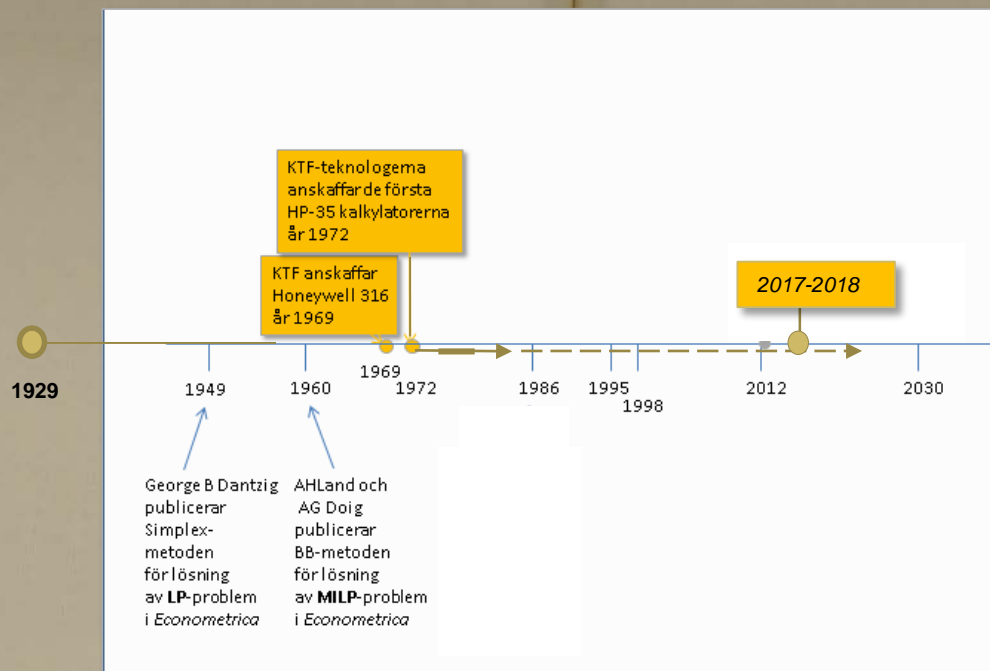 KTF-teknologerna
anskaffar de första
HP-35 kalkylatorerna
år 1972
KTF anskaffar
Honeywell 316
år 1969
2017-2018
1929
1949
1960
1969
1972
1986
1995
1998
2012
2030
George B Dantzig
publicerar
Simplex-
metoden
för lösning
av LP-problem
i Econometrica
AHLand och
AG Doig
publicerar
BB-metoden
för lösning
av MILP-problem
i Econometrica